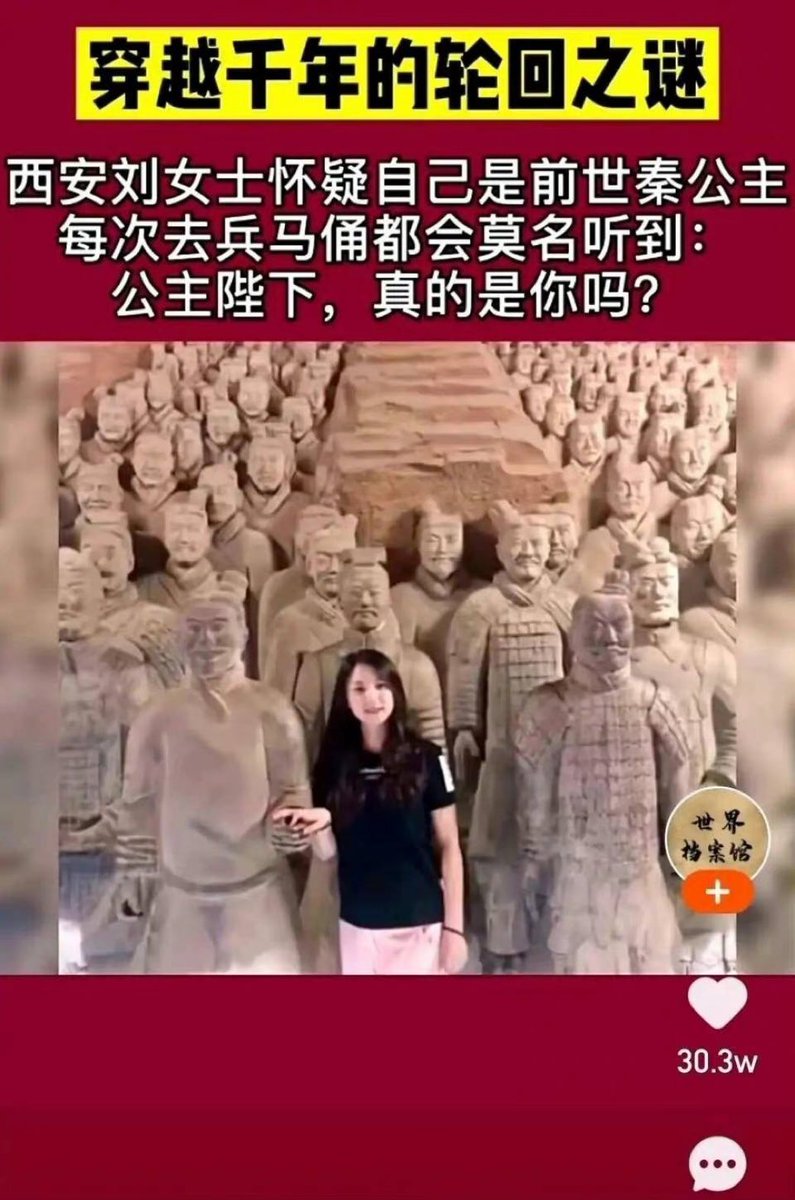 穿越千年的轮回之谜
西安刘女士怀疑自己是前世秦公主
每次去兵马俑都会莫名听到：
公主陛下，真的是你吗？
世界
档案馆
30.3w